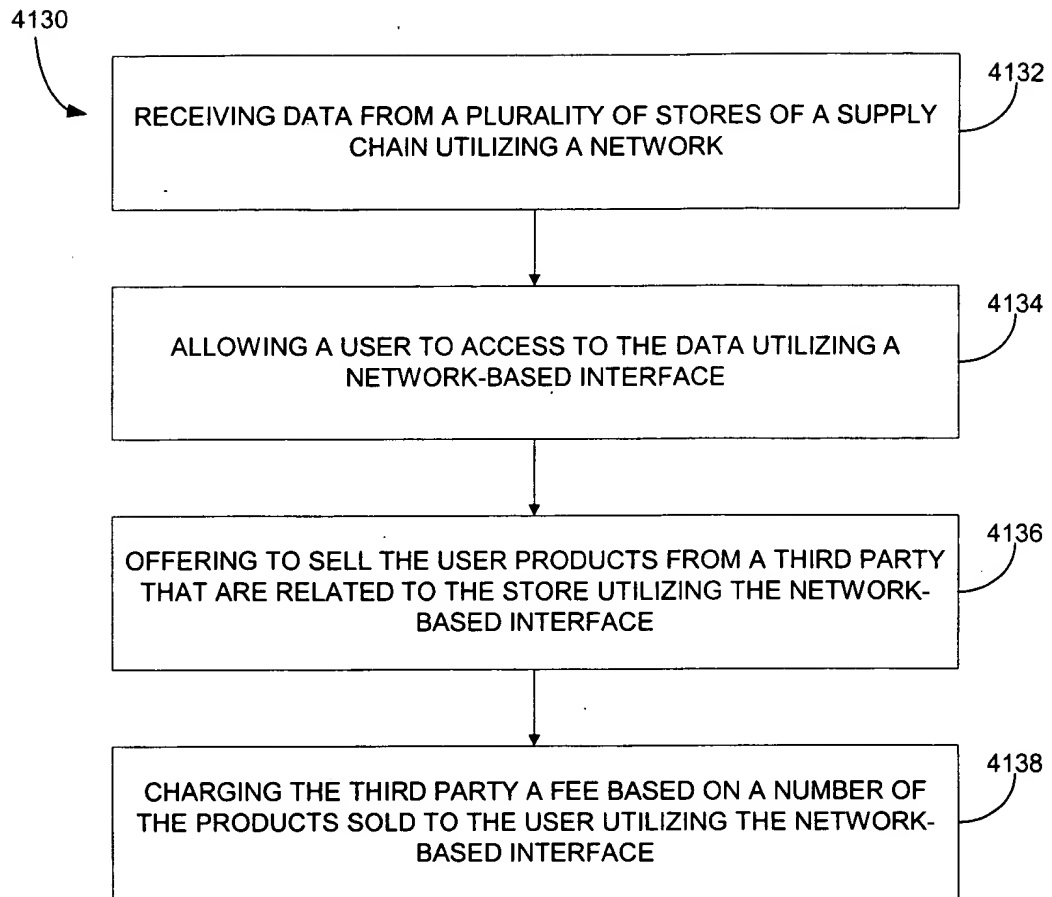 4130
4132
RECEIVING DATA FROM A PLURALITY OF STORES OF A SUPPLY
CHAIN UTILIZING A NETWORK
4134
ALLOWING A USER TO ACCESS TO THE DATA UTILIZING A
NETWORK-BASED INTERFACE
4136
OFFERING TO SELL THE USER PRODUCTS FROM A THIRD PARTY
THAT ARE RELATED TO THE STORE UTILIZING THE NETWORK-
BASED INTERFACE
4138
CHARGING THE THIRD PARTY A FEE BASED ON A NUMBER OF
THE PRODUCTS SOLD TO THE USER UTILIZING THE NETWORK-
BASED INTERFACE